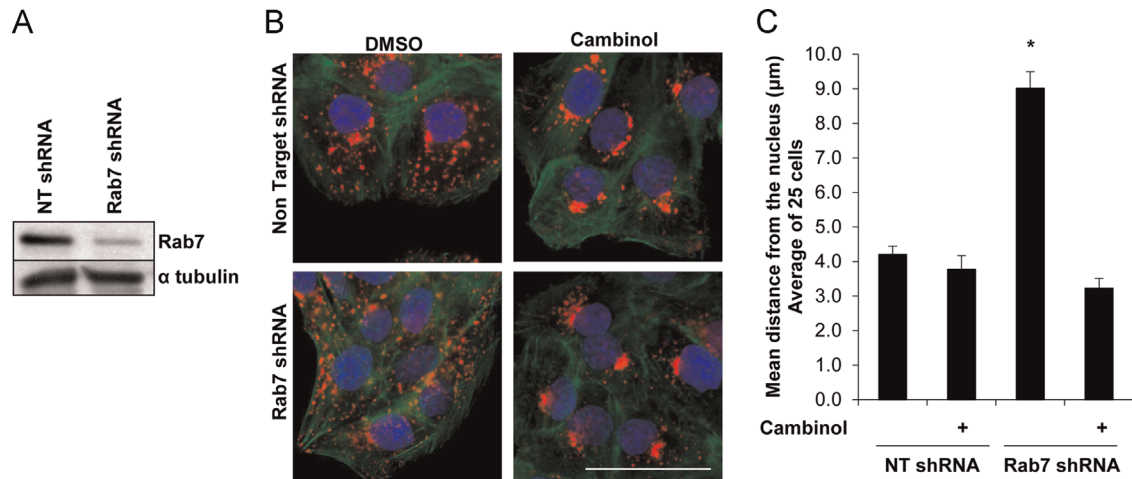 A
NT shRNA
Rab7 shRNA
Rab7
α tubulin
B
DMSO
Cambinol
Non Target shRNA
Rab7 shRNA
C
Mean distance from the nucleus (µm)
Average of 25 cells
10.0
9.0
8.0
7.0
6.0
5.0
4.0
3.0
2.0
1.0
0.0
*
Cambinol
+
+
NT shRNA
Rab7 shRNA